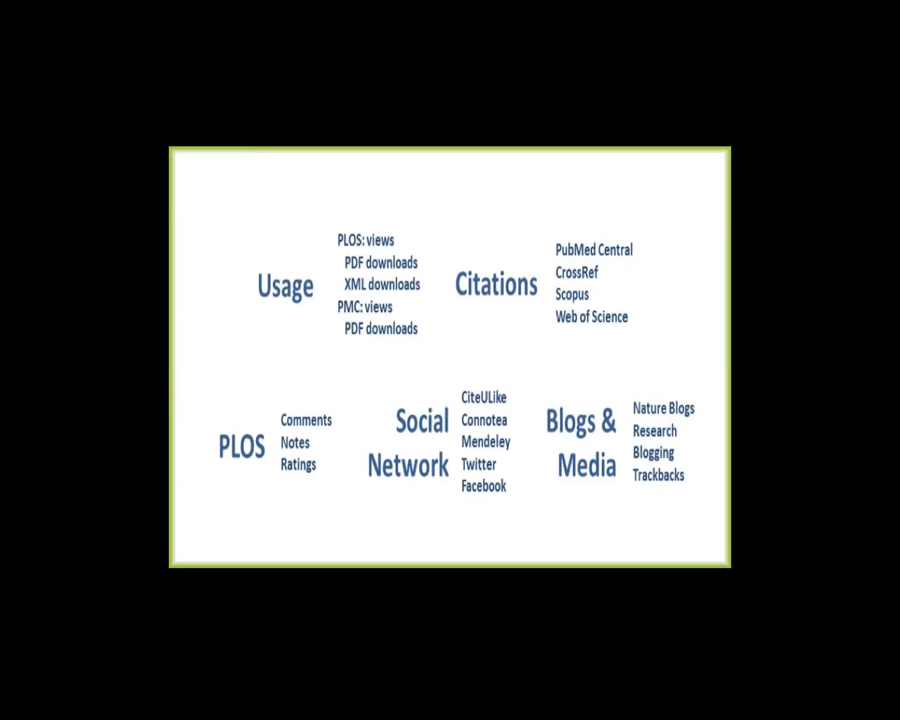 Usage
PLOS: views
PDF downloads
XML downloads
PMC: views
PDF downloads
Citations
PubMed Central
CrossRef
Scopus
Web of Science
PLOS
Comments
Notes
Ratings
Social
Network
CiteULike
Connotea
Mendeley
Twitter
Facebook
Blogs &
Media
Nature Blogs
Research
Blogging
Trackbacks